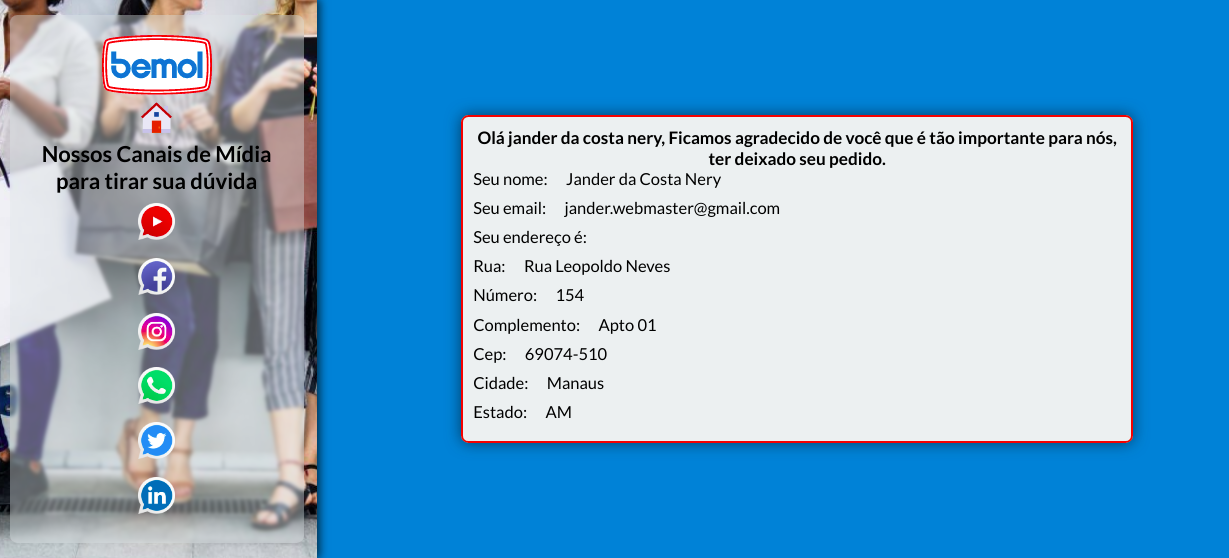 bemol
Nossos Canais de Mídia
para tirar sua dúvida
in
Olá jander da costa nery, Ficamos agradecido de você que é tão importante para nós,
ter deixado seu pedido.
Seu nome: Jander da Costa Nery
Seu email: jander.webmaster@gmail.com
Seu endereço é:
Rua: Rua Leopoldo Neves
Número: 154
Complemento: Apto 01
Cep: 69074-510
Cidade: Manaus
Estado: AM